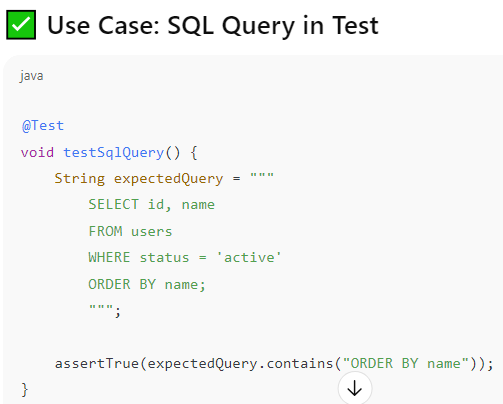 ✅ Use Case: SQL Query in Test
java
@Test
void testSqlQuery() {
    String expectedQuery = """
        SELECT id, name
        FROM users
        WHERE status = 'active'
        ORDER BY name;
        """;

    assertTrue(expectedQuery.contains("ORDER BY name"));
}